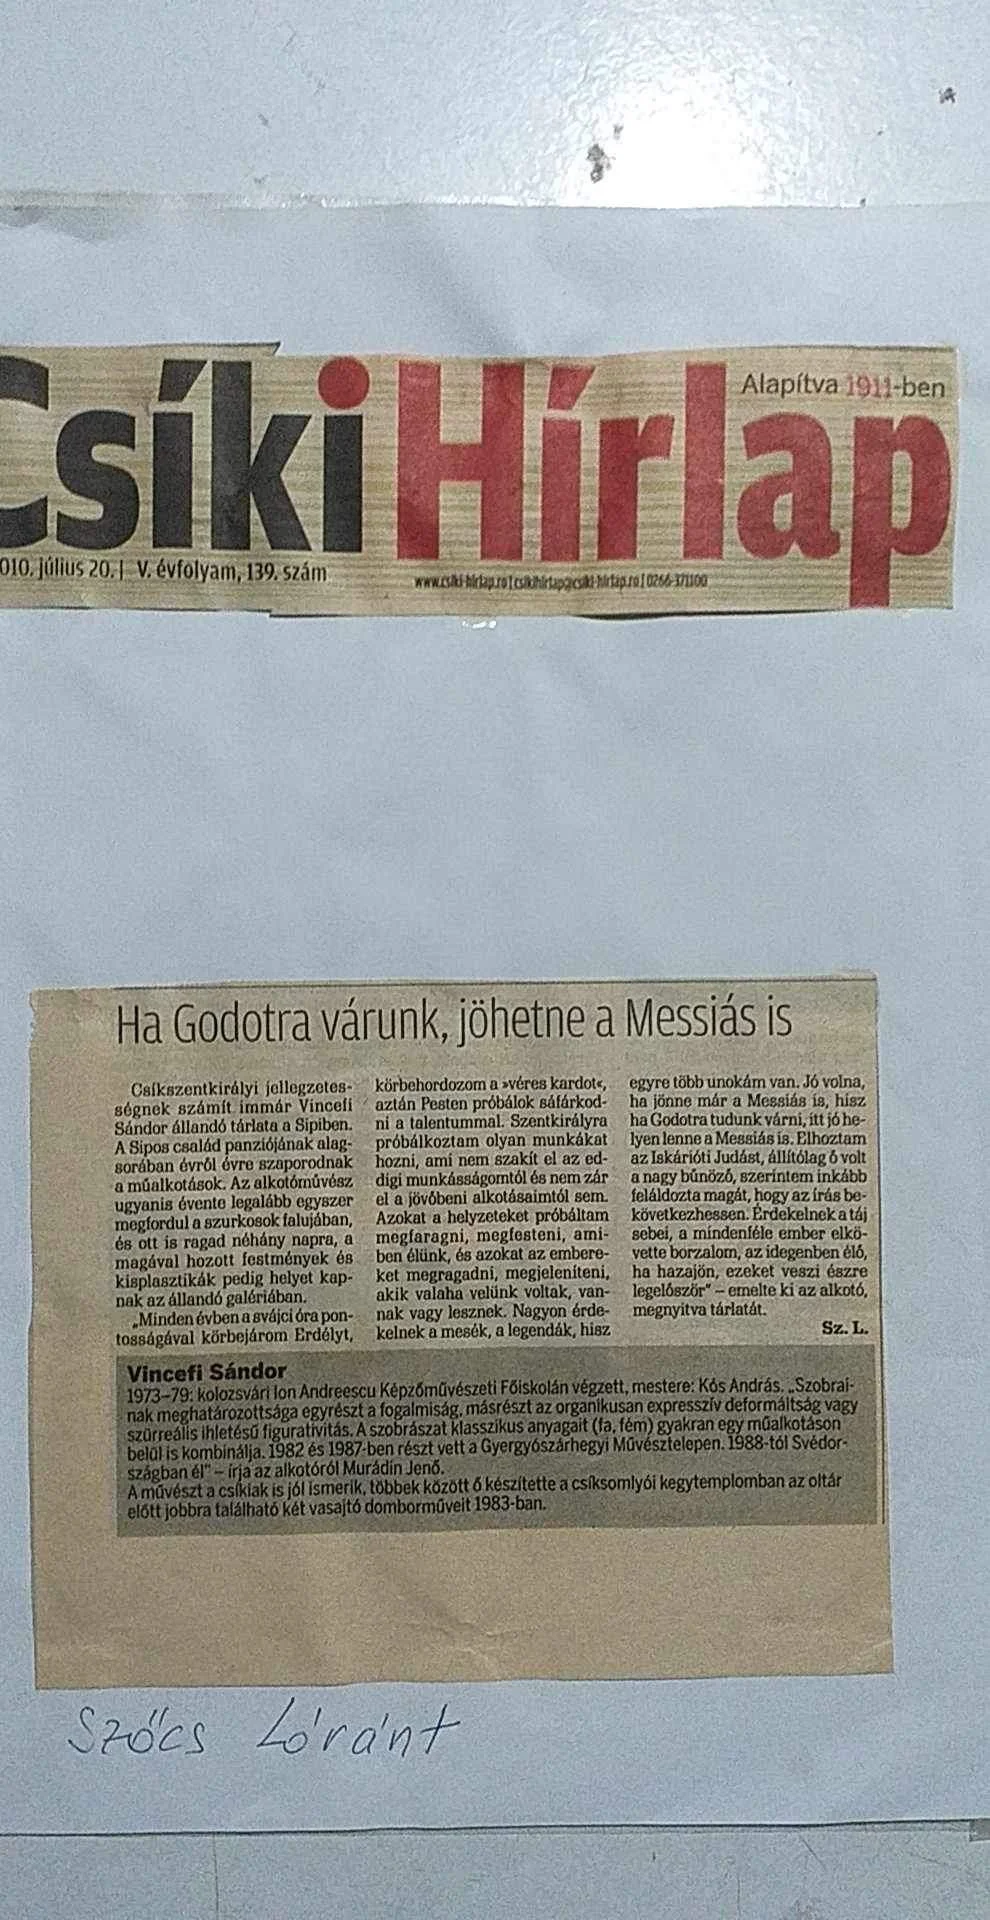 Csíki Hírlap
Alapítva 1911-ben
010. július 20. | V. évfolyam, 139. szám
www.csiki-hirlap.ro | csikihirlap@csiki-hirlap.ro | 0266-371100
Ha Godotra várunk, jöhetne a Messiás is
Csíkszentkirályi jellegzetes-
ségnek számít immár Vincefi
Sándor állandó tárlata a Sipiben.
A Sipos család panziójának alag-
sorában évről évre szaporodnak
a műalkotások. Az alkotóművész
ugyanis évente legalább egyszer
megfordul a szurkosok falujában,
és ott is ragad néhány napra, a
magával hozott festmények és
kisplasztikák pedig helyet kap-
nak az állandó galériában.
„Minden évben a svájci óra pon-
tosságával körbejárom Erdélyt,
körbehordozom a »véres kardot«,
aztán Pesten próbálok sáfárkod-
ni a talentummal. Szentkirályra
próbálkoztam olyan munkákat
hozni, ami nem szakít el az ed-
digi munkásságomtól és nem zár
el a jövőbeni alkotásaimtól sem.
Azokat a helyzeteket próbáltam
megfaragni, megfesteni, ami-
ben élünk, és azokat az embere-
ket megragadni, megjeleníteni,
akik valaha velünk voltak, van-
nak vagy lesznek. Nagyon érde-
kelnek a mesék, a legendák, hisz
egyre több unokám van. Jó volna,
ha jönne már a Messiás is, hisz
ha Godotra tudunk várni, itt jó he-
lyen lenne a Messiás is. Elhoztam
az Iskárióti Judást, állítólag ő volt
a nagy bűnöző, szerintem inkább
feláldozta magát, hogy az írás be-
következhessen. Érdekelnek a táj
sebei, a mindenféle ember elkö-
vette borzalom, az idegenben élő,
ha hazajön, ezeket veszi észre
legelőször” – emelte ki az alkotó,
megnyitva tárlatát.
Sz. L.
Vincefi Sándor
1973–79: kolozsvári Ion Andreescu Képzőművészeti Főiskolán végzett, mestere: Kós András. „Szobrai-
nak meghatározottsága egyrészt a fogalmiság, másrészt az organikusan expresszív deformáltság vagy
szürreális ihletésű figurativitás. A szobrászat klasszikus anyagait (fa, fém) gyakran egy műalkotáson
belül is kombinálja. 1982 és 1987-ben részt vett a Gyergyószárhegyi Művésztelepen. 1988-tól Svédor-
szágban él” – írja az alkotóról Murádin Jenő.
A művészt a csíkiak is jól ismerik, többek között ő készítette a csíksomlyói kegytemplomban az oltár
előtt jobbra található két vasajtó domborműveit 1983-ban.
Szőcs Lóránt